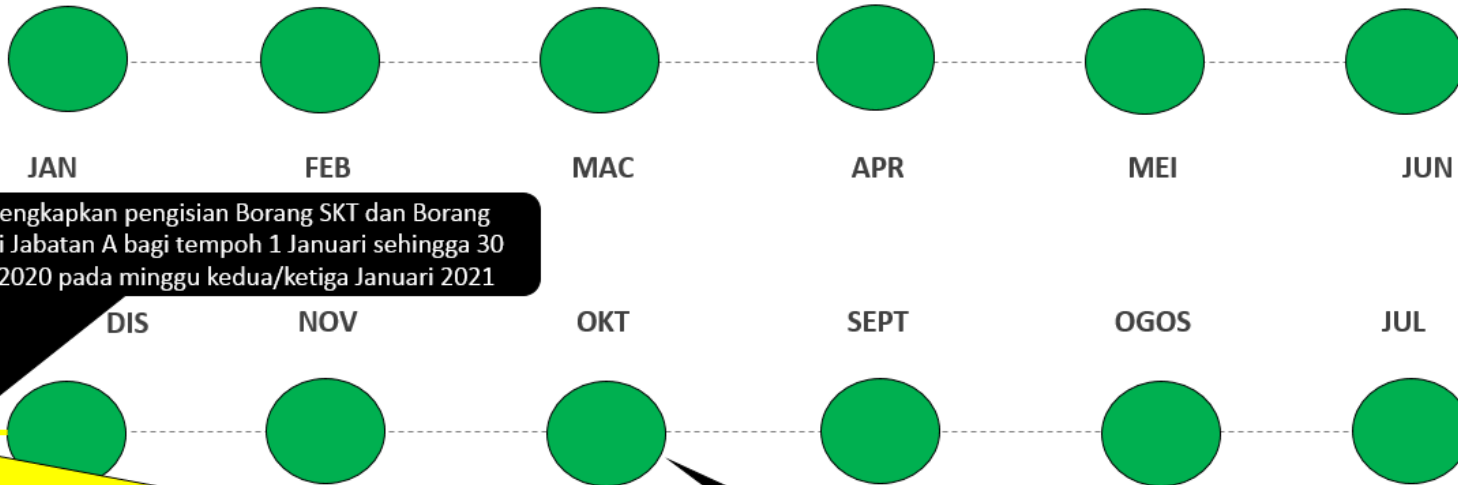 JAN FEB MAC APR MEI JUN
engkapkan pengisian Borang SKT dan Borang
i Jabatan A bagi tempoh 1 Januari sehingga 30
2020 pada minggu kedua/ketiga Januari 2021
DIS NOV OKT SEPT OGOS JUL